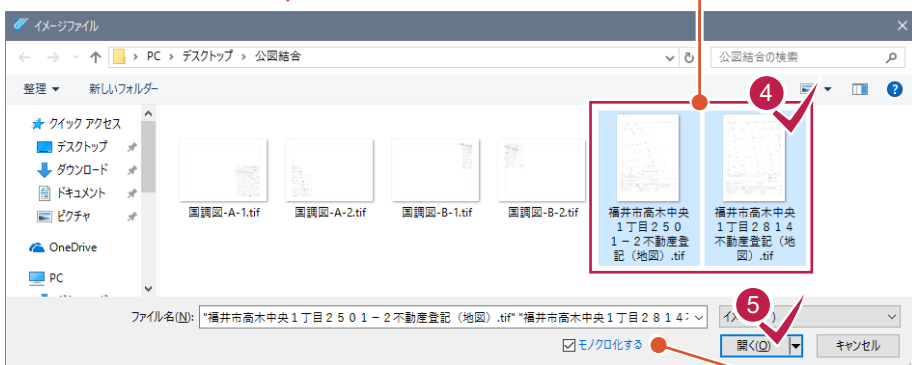 イメージファイル
PC › デスクトップ › 公図結合
公図結合の検索
整理
新しいフォルダー
4
クイック アクセス
デスクトップ
ダウンロード
ドキュメント
ピクチャ
OneDrive
PC
国調図-A-1.tif
国調図-A-2.tif
国調図-B-1.tif
国調図-B-2.tif
福井市高木中央
1丁目250
1-2不動産登
記(地図).tif
福井市高木中央
1丁目2814
不動産登記(地
図).tif
ファイル名(N):
"福井市高木中央1丁目2501-2不動産登記(地図).tif" "福井市高木中央1丁目2814
5
モノクロ化する
開く(O)
キャンセル